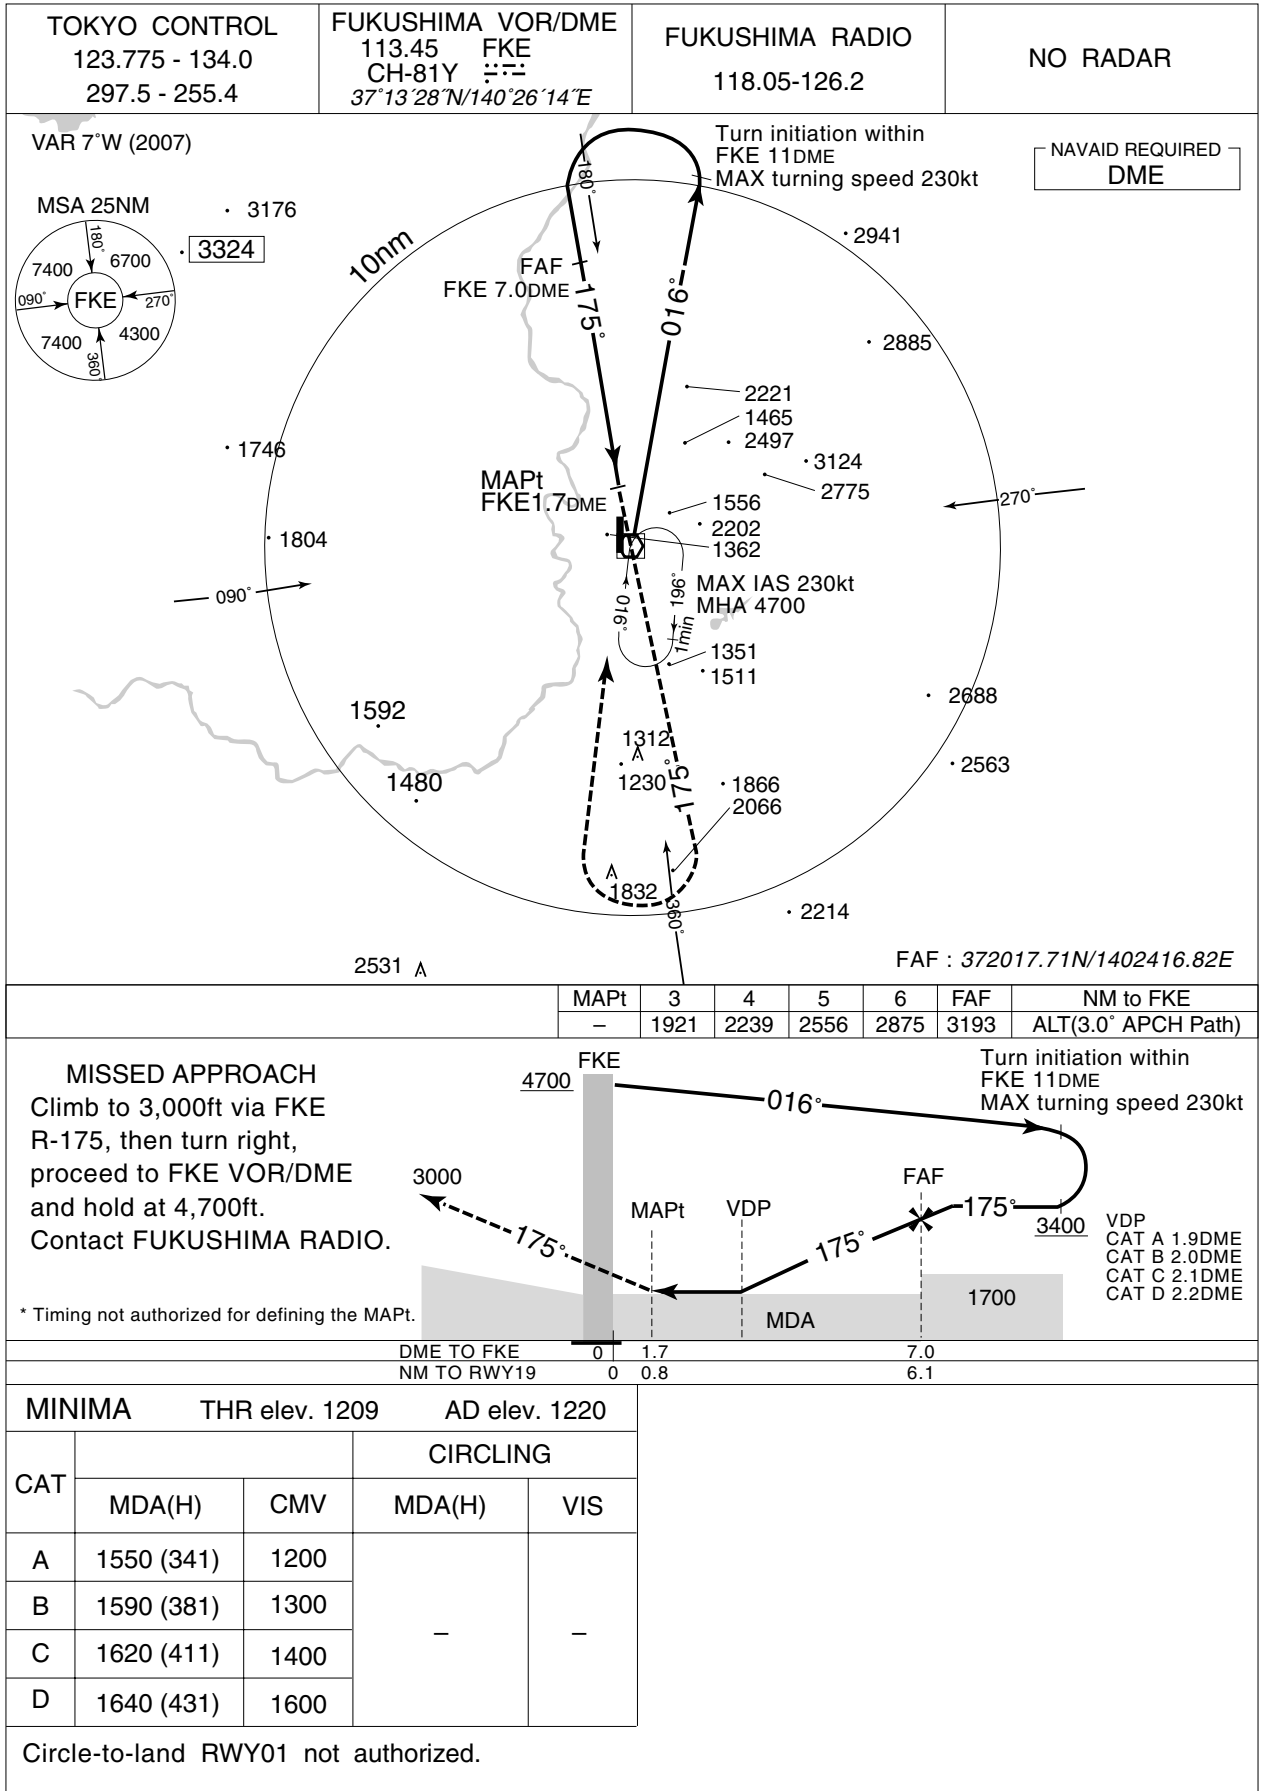 TOKYO CONTROL
123.775 - 134.0
297.5 - 255.4
FUKUSHIMA VOR/DME
113.45 FKE
CH-81Y
37°13´28˝N/140°26´14˝E
FUKUSHIMA RADIO
118.05-126.2
NO RADAR
VAR 7°W (2007)
Turn initiation within
FKE 11DME
MAX turning speed 230kt
NAVAID REQUIRED
DME
MSA 25NM
180°
7400
6700
090°
FKE
270°
7400
4300
360°
3176
3324
10nm
180°
2941
FAF
FKE 7.0DME
175°
016°
2885
2221
1465
2497
1746
3124
2775
MAPt
FKE1.7DME
270°
1556
2202
1362
1804
090°
MAX IAS 230kt
MHA 4700
016°
196°
1min
1351
1511
2688
1592
1312
1230
175°
2563
1480
1866
2066
1832
360°
2214
2531
FAF : 372017.71N/1402416.82E
MAPt 3 4 5 6 FAF NM to FKE
– 1921 2239 2556 2875 3193 ALT(3.0° APCH Path)
MISSED APPROACH
Climb to 3,000ft via FKE
R-175, then turn right,
proceed to FKE VOR/DME
and hold at 4,700ft.
Contact FUKUSHIMA RADIO.
* Timing not authorized for defining the MAPt.
FKE
4700
016°
Turn initiation within
FKE 11DME
MAX turning speed 230kt
3000
175°
MAPt
VDP
175°
FAF
175°
3400
VDP
CAT A 1.9DME
CAT B 2.0DME
CAT C 2.1DME
CAT D 2.2DME
1700
MDA
DME TO FKE 0 1.7 7.0
NM TO RWY19 0 0.8 6.1
MINIMA THR elev. 1209 AD elev. 1220
CAT
CIRCLING
MDA(H) CMV MDA(H) VIS
A 1550 (341) 1200
B 1590 (381) 1300
C 1620 (411) 1400
D 1640 (431) 1600
– –
Circle-to-land RWY01 not authorized.